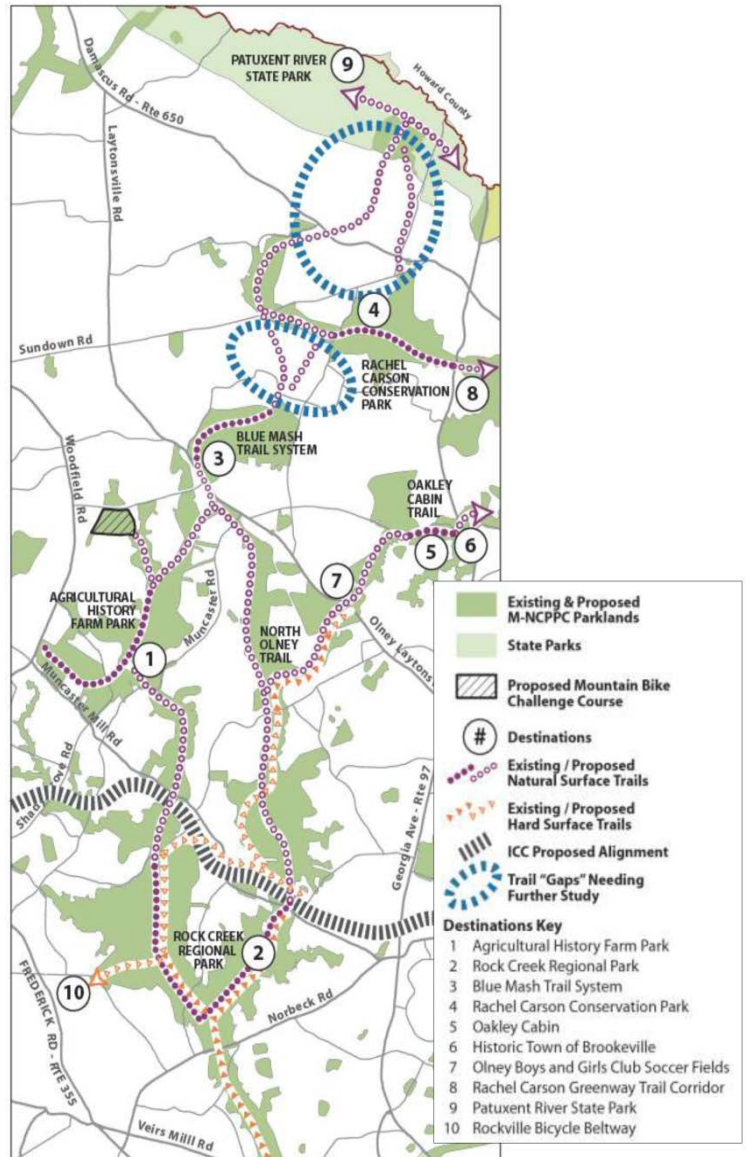 PATUXENT RIVER
STATE PARK
9
Howard County
Damascus Rd - Rte 650
Laytonsville Rd
4
Sundown Rd
RACHEL
CARSON
CONSERVATION
PARK
8
BLUE MASH
TRAIL SYSTEM
3
Woodfield Rd
OAKLEY
CABIN
TRAIL
5
6
7
AGRICULTURAL
HISTORY
FARM PARK
Muncaster Rd
NORTH
OLNEY
TRAIL
Olney Laytons
1
Muncaster Mill Rd
Georgia Ave - Rte 97
ROCK CREEK
REGIONAL
PARK
2
10
FREDERICK RD - RTE 355
Norbeck Rd
Veirs Mill Rd
Existing & Proposed
M-NCPPC Parklands
State Parks
Proposed Mountain Bike
Challenge Course
#
Destinations
Existing / Proposed
Natural Surface Trails
Existing / Proposed
Hard Surface Trails
ICC Proposed Alignment
Trail "Gaps" Needing
Further Study
Destinations Key
1 Agricultural History Farm Park
2 Rock Creek Regional Park
3 Blue Mash Trail System
4 Rachel Carson Conservation Park
5 Oakley Cabin
6 Historic Town of Brookeville
7 Olney Boys and Girls Club Soccer Fields
8 Rachel Carson Greenway Trail Corridor
9 Patuxent River State Park
10 Rockville Bicycle Beltway